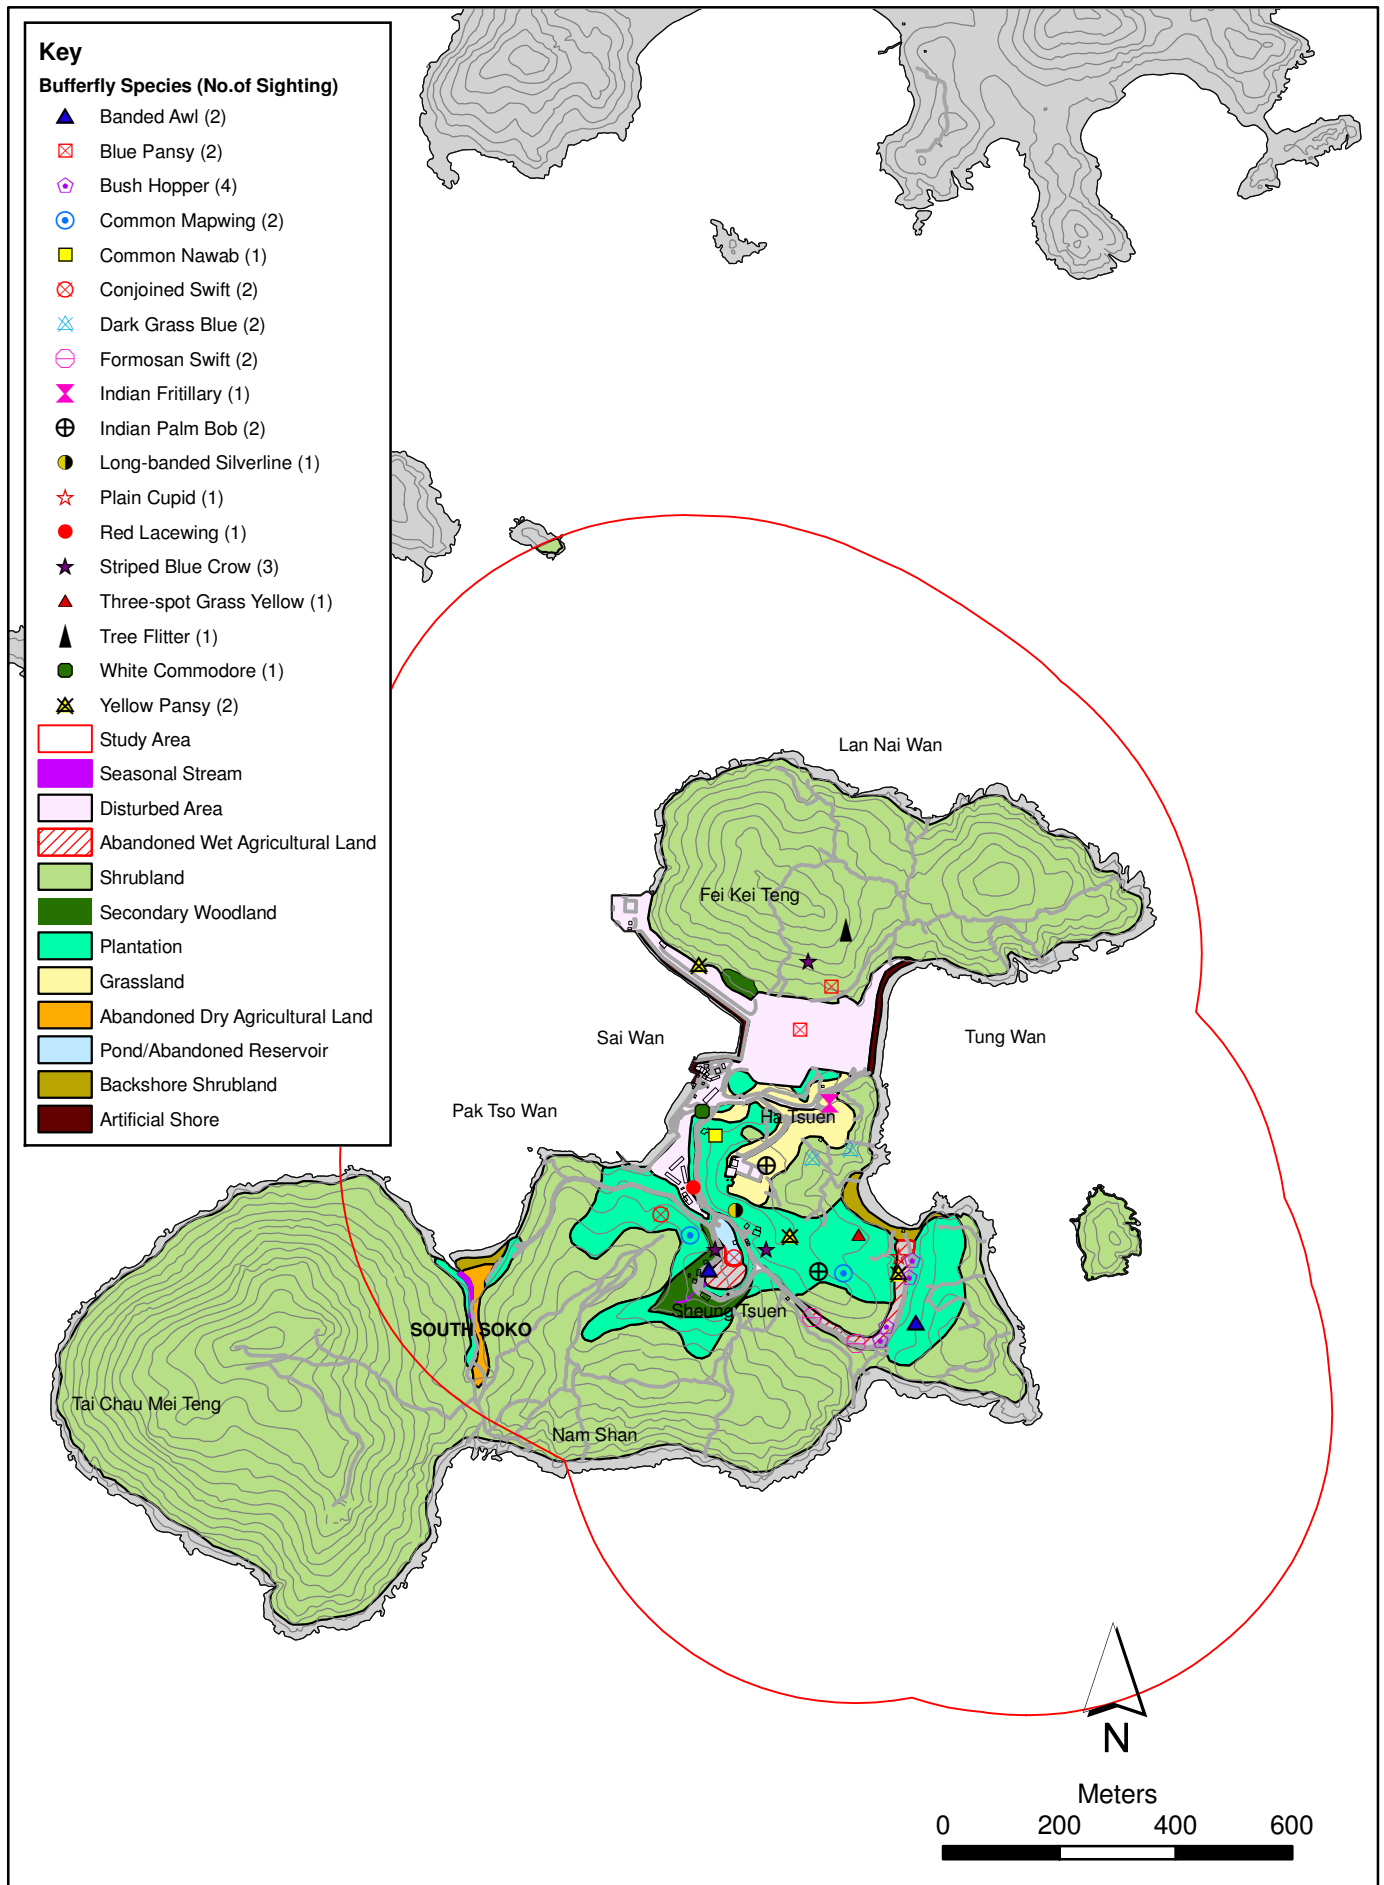 Key
Bufferfly Species (No.of Sighting)
Banded Awl (2)
Blue Pansy (2)
Bush Hopper (4)
Common Mapwing (2)
Common Nawab (1)
Conjoined Swift (2)
Dark Grass Blue (2)
Formosan Swift (2)
Indian Fritillary (1)
Indian Palm Bob (2)
Long-banded Silverline (1)
Plain Cupid (1)
Red Lacewing (1)
Striped Blue Crow (3)
Three-spot Grass Yellow (1)
Tree Flitter (1)
White Commodore (1)
Yellow Pansy (2)
Study Area
Seasonal Stream
Disturbed Area
Abandoned Wet Agricultural Land
Shrubland
Secondary Woodland
Plantation
Grassland
Abandoned Dry Agricultural Land
Pond/Abandoned Reservoir
Backshore Shrubland
Artificial Shore
Lan Nai Wan
Fei Kei Teng
Sai Wan
Tung Wan
Pak Tso Wan
Ha Tsuen
Sheung Tsuen
SOUTH SOKO
Tai Chau Mei Teng
Nam Shan
N
Meters
0 200 400 600